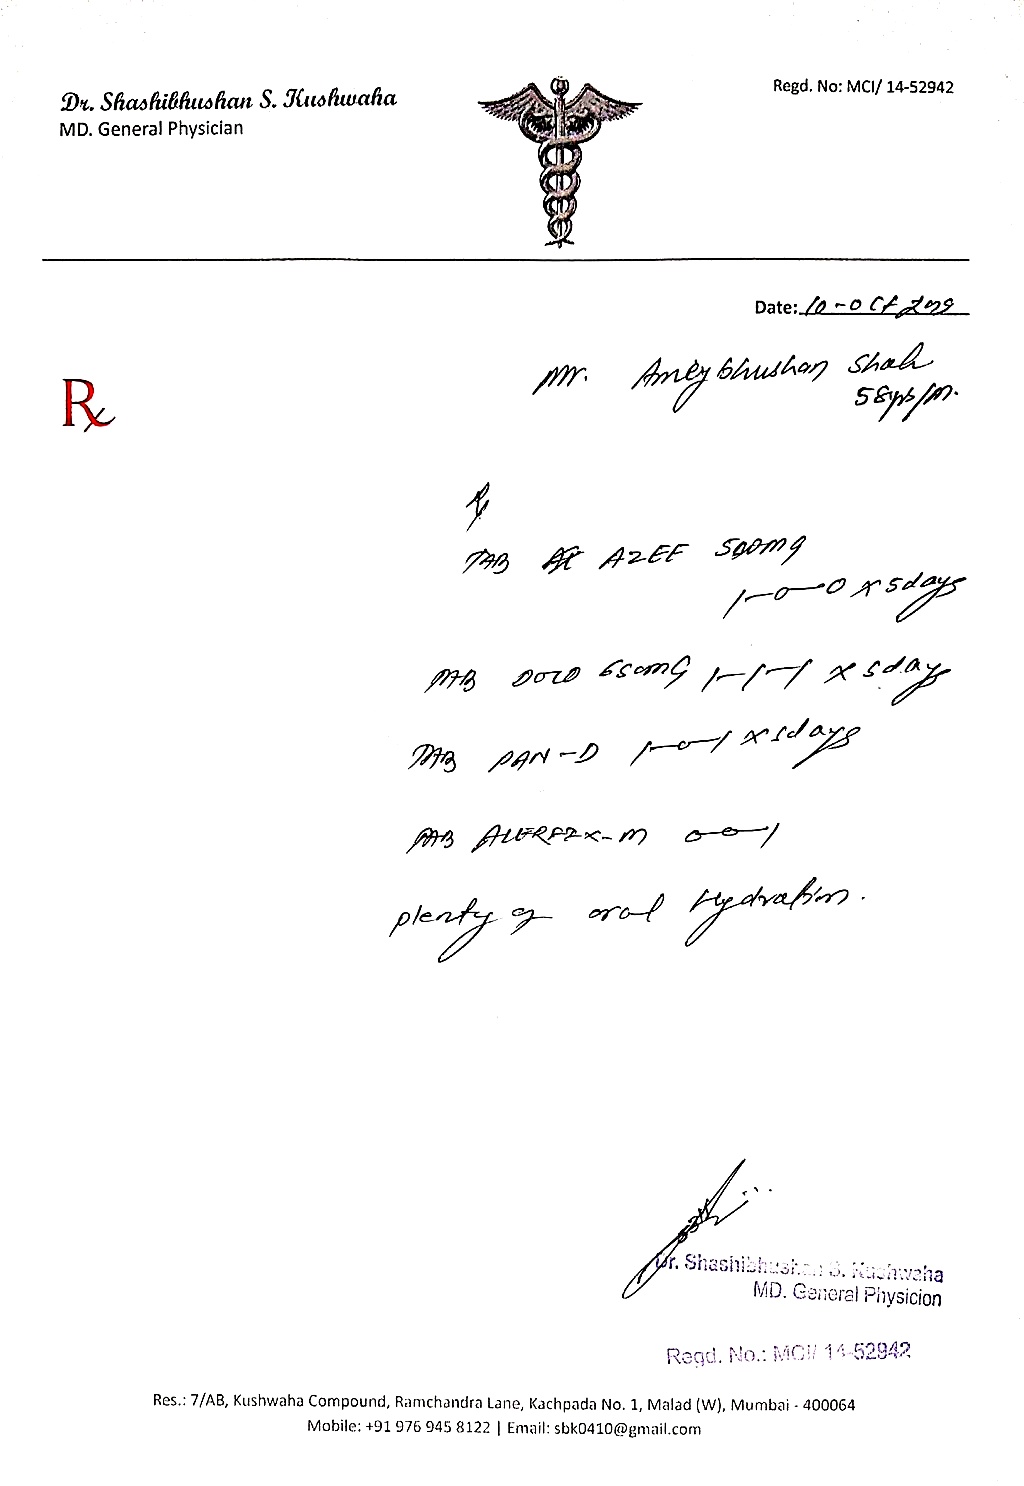 Dr. Shashibhushan S. Kushwaha
MD. General Physician
Regd. No: MCI/ 14-52942
Date: 10-Oct
Mr. bhushan Shah
58yrs/M.
Rx
Rx
TAB AZEE 500mg
1-0-0 x 5days
TAB DOLO 650mg 1-1-1 x 5days
TAB PAN-D 1-0-1 x 5days
TAB -M 0-0-1
plenty of oral Hydration.
Dr. Shashibhushan S. Kushwaha
MD. General Physicion
Regd. No.: MCI/ 14-52942
Res.: 7/AB, Kushwaha Compound, Ramchandra Lane, Kachpada No. 1, Malad (W), Mumbai - 400064
Mobile: +91 976 945 8122 | Email: sbk0410@gmail.com